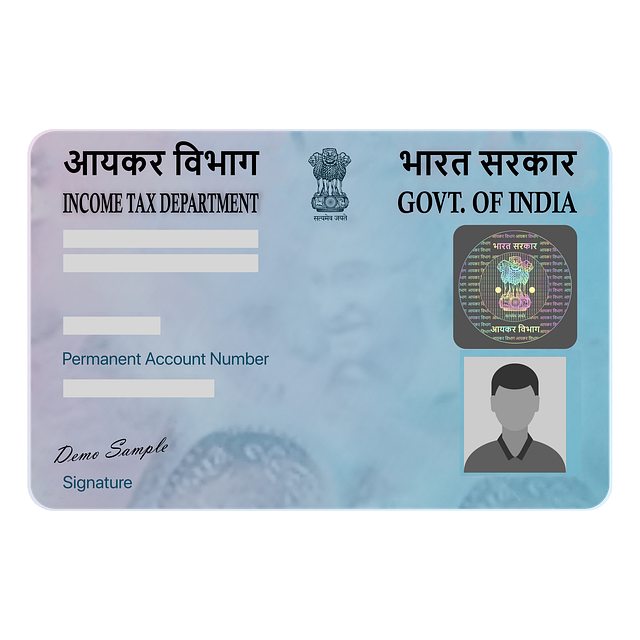 आयकर विभाग
INCOME TAX DEPARTMENT
सत्यमेव जयते
भारत सरकार
GOVT. OF INDIA
भारत सरकार
आयकर विभाग
Permanent Account Number
Demo Sample
Signature